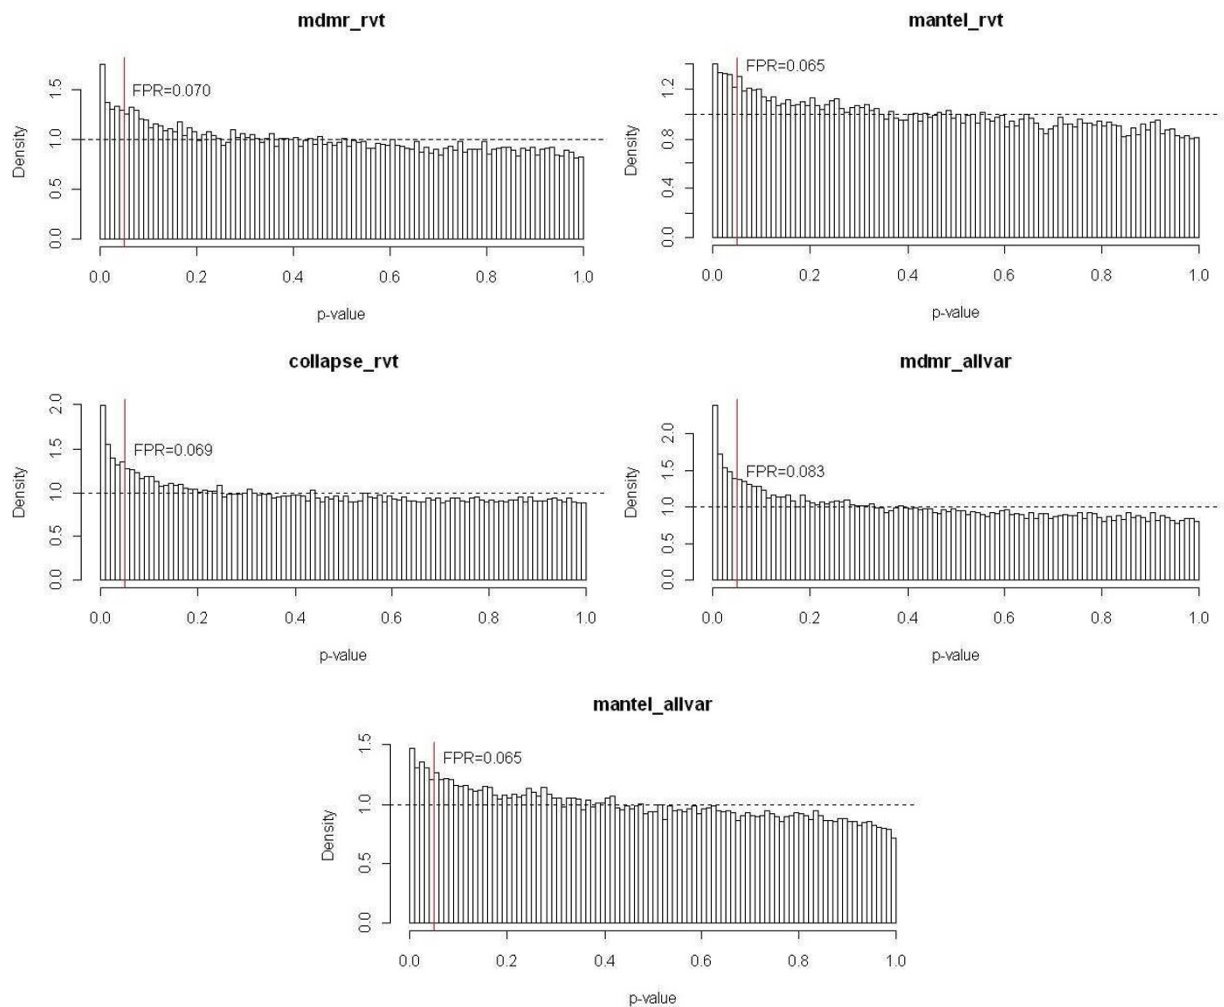 mdmr_rvt
Density
0.0 0.5 1.0 1.5
FPR=0.070
0.0 0.2 0.4 0.6 0.8 1.0
p-value
mantel_rvt
Density
0.0 0.4 0.8 1.2
FPR=0.065
0.0 0.2 0.4 0.6 0.8 1.0
p-value
collapse_rvt
Density
0.0 0.5 1.0 1.5 2.0
FPR=0.069
0.0 0.2 0.4 0.6 0.8 1.0
p-value
mdmr_allvar
Density
0.0 0.5 1.0 1.5 2.0
FPR=0.083
0.0 0.2 0.4 0.6 0.8 1.0
p-value
mantel_allvar
Density
0.0 0.5 1.0 1.5
FPR=0.065
0.0 0.2 0.4 0.6 0.8 1.0
p-value